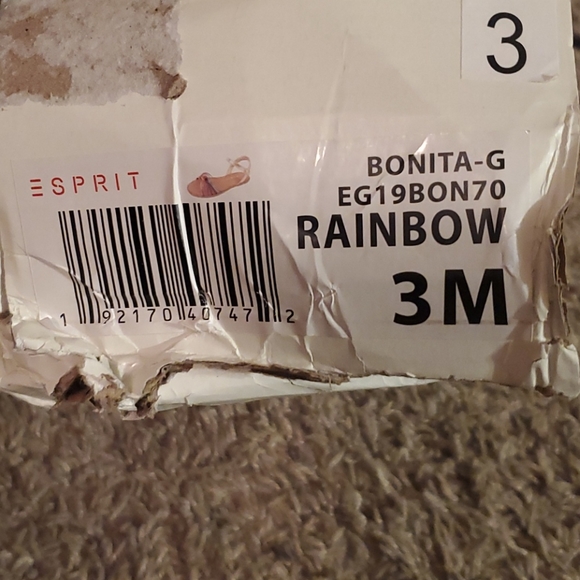 3
ESPRIT
BONITA-G
EG19BON70
RAINBOW
3M
1 92170 40747 2